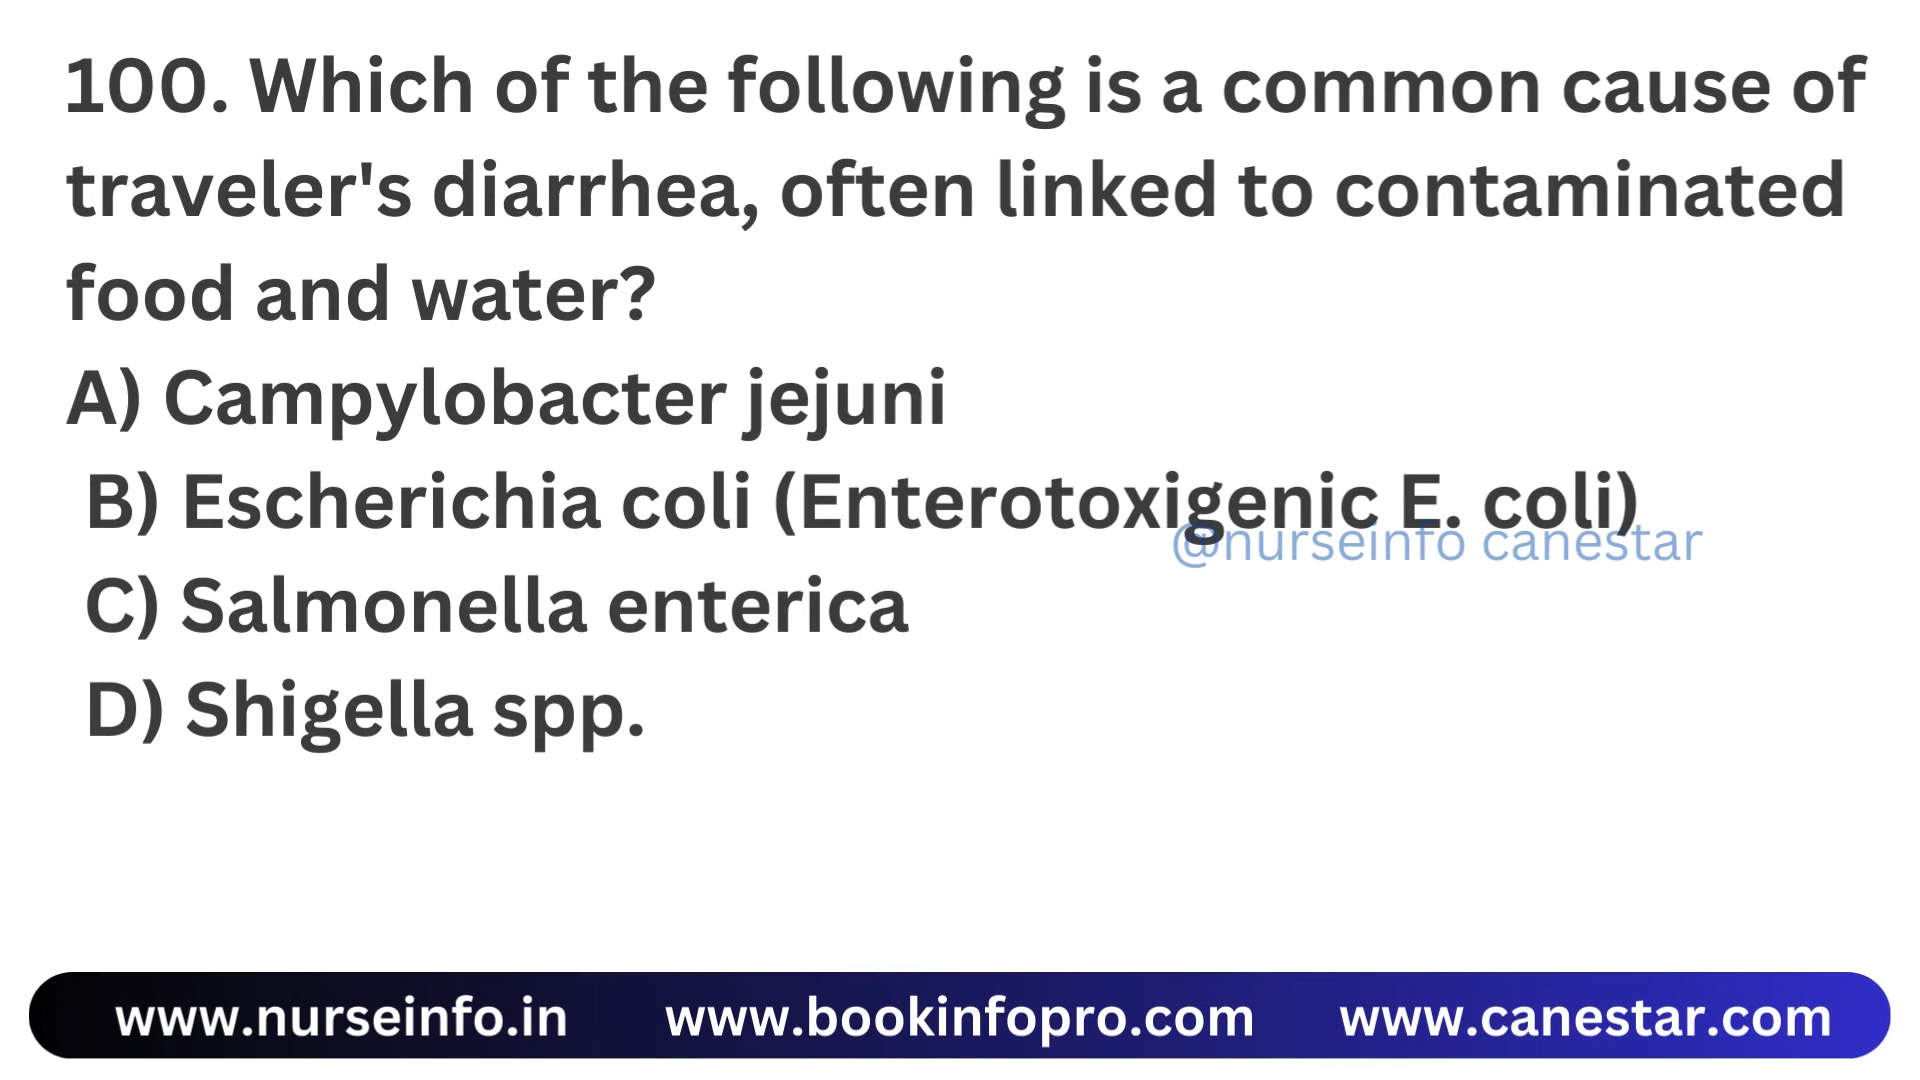 100. Which of the following is a common cause of
traveler's diarrhea, often linked to contaminated
food and water?
A) Campylobacter jejuni
B) Escherichia coli (Enterotoxigenic E. coli)
@nurseinfo canestar
C) Salmonella enterica
D) Shigella spp.
www.nurseinfo.in www.bookinfopro.com www.canestar.com